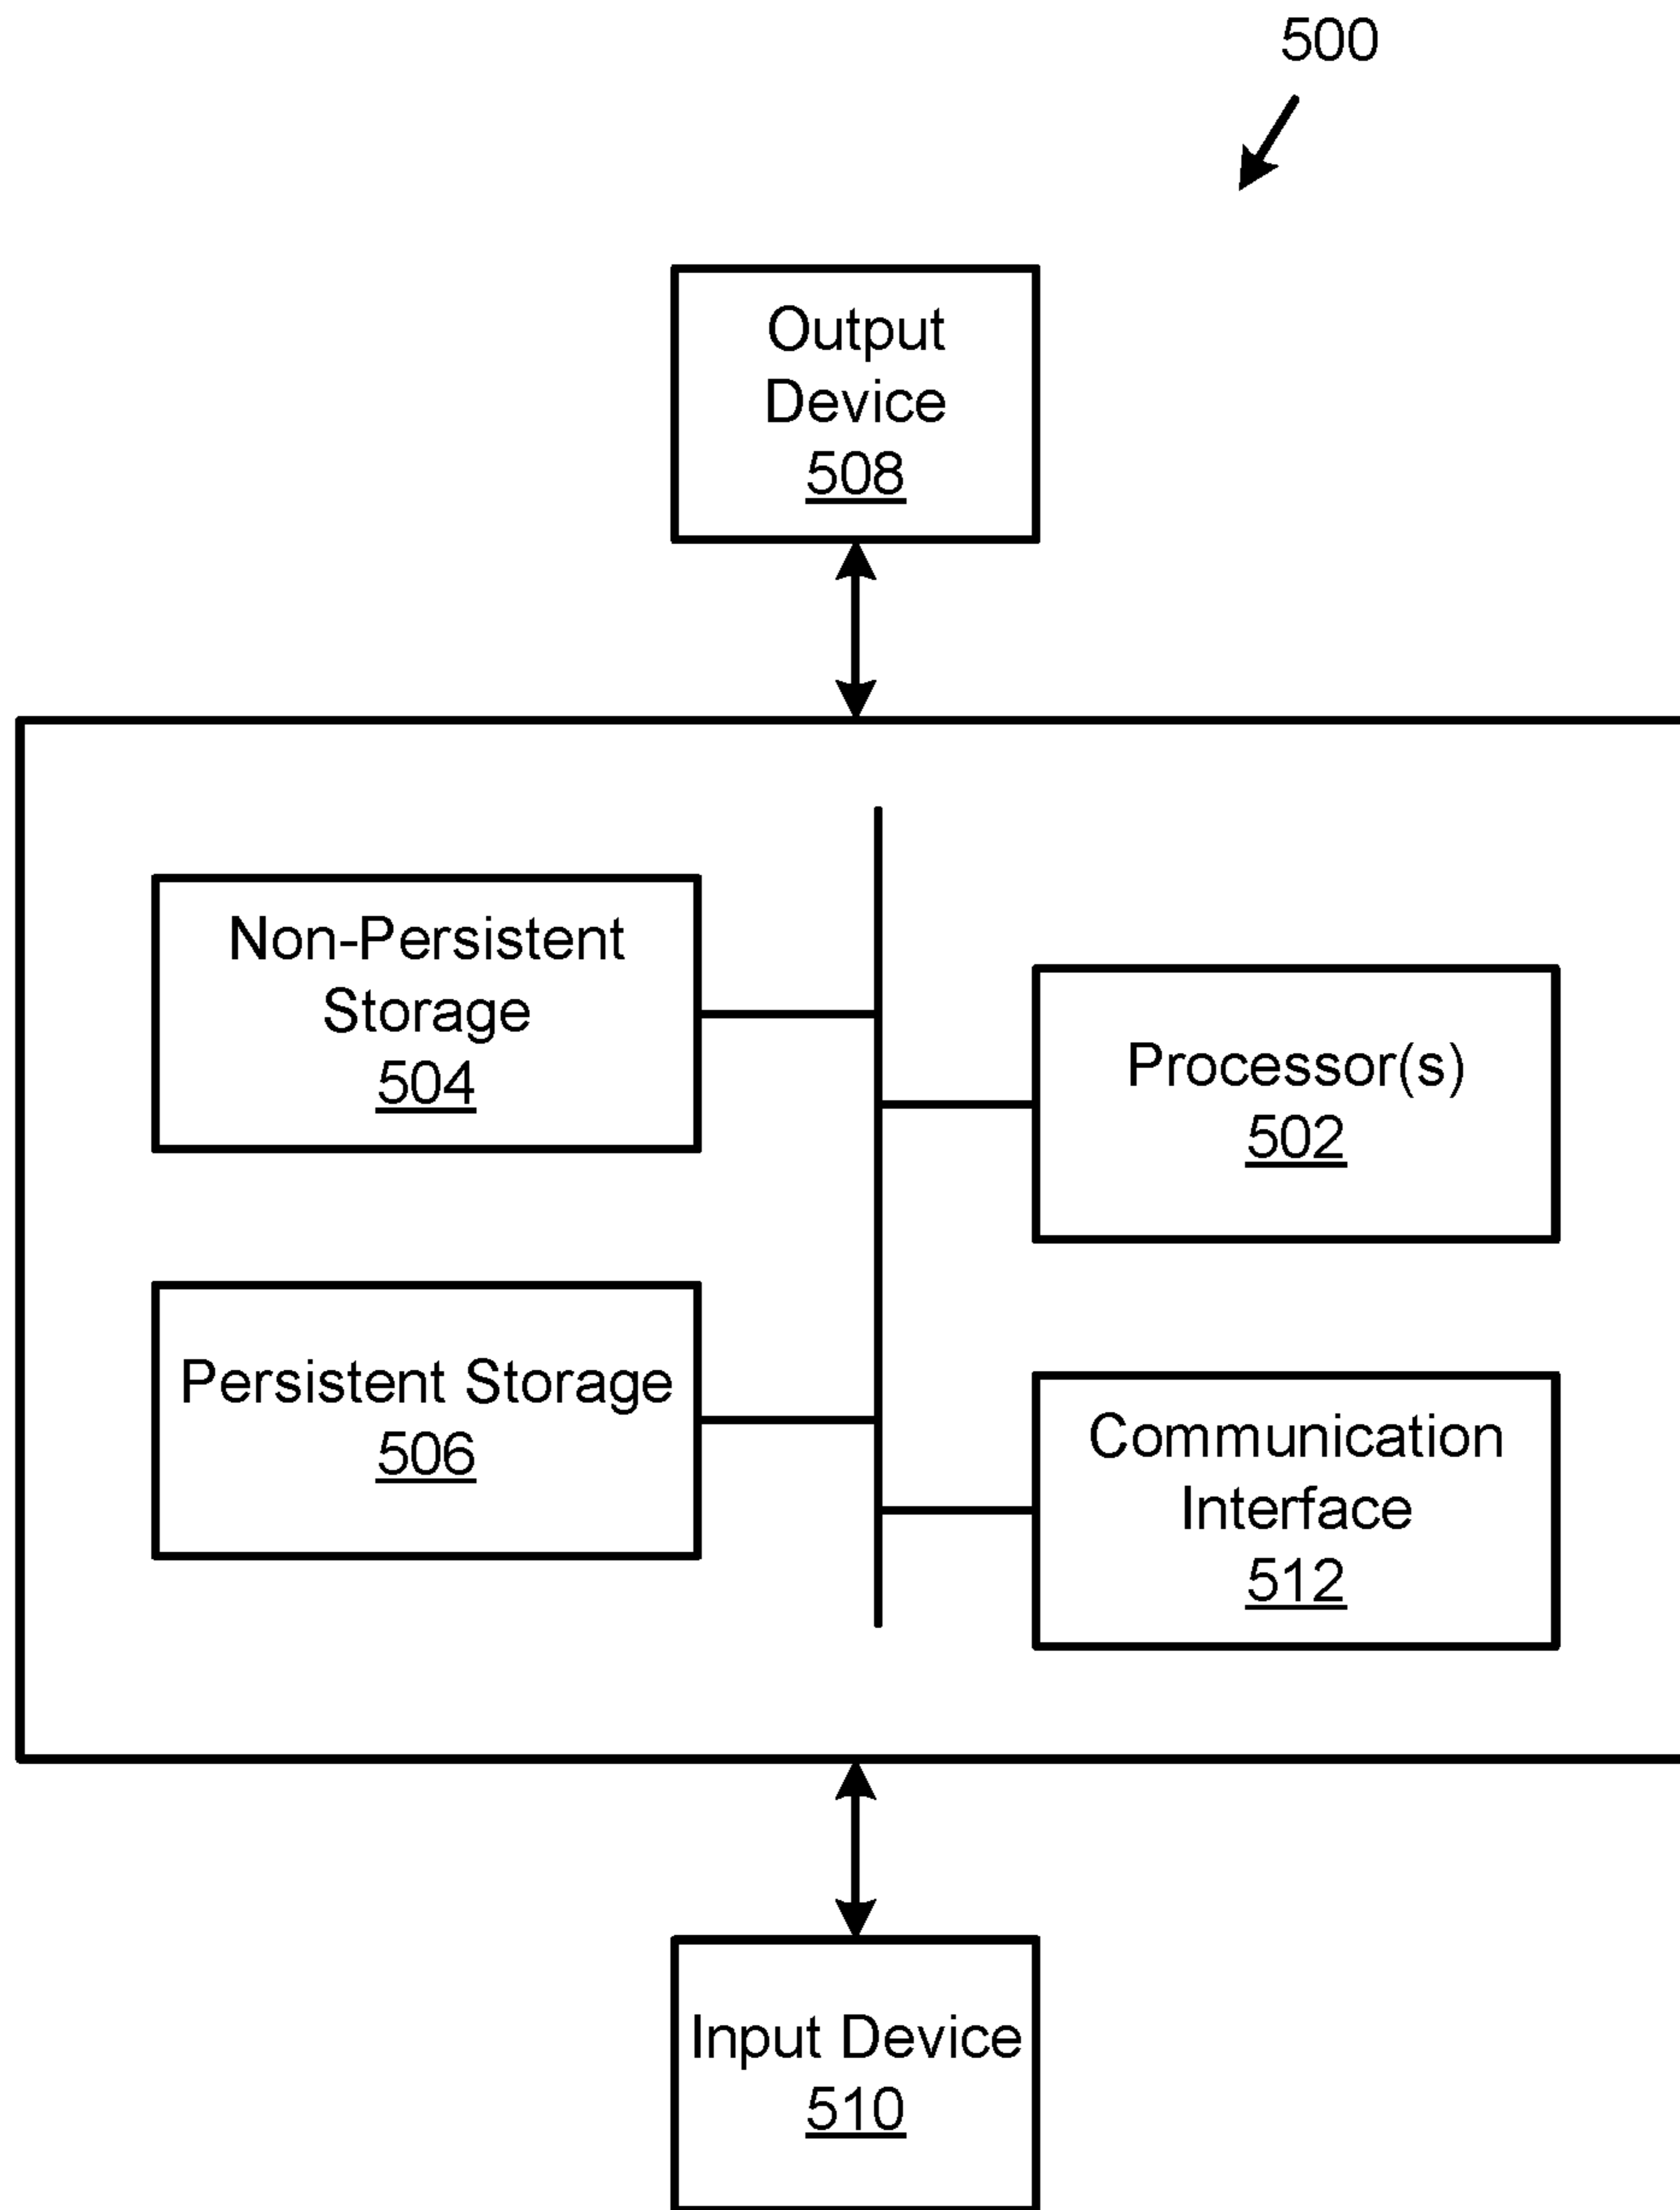 500
Output
Device
508
Non-Persistent
Storage
504
Processor(s)
502
Persistent Storage
506
Communication
Interface
512
Input Device
510